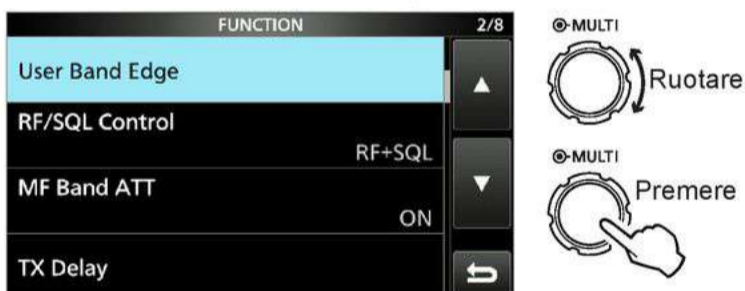 FUNCTION 2/8
User Band Edge
RF/SQL Control
RF+SQL
MF Band ATT
ON
TX Delay
MULTI
Ruotare
MULTI
Premere